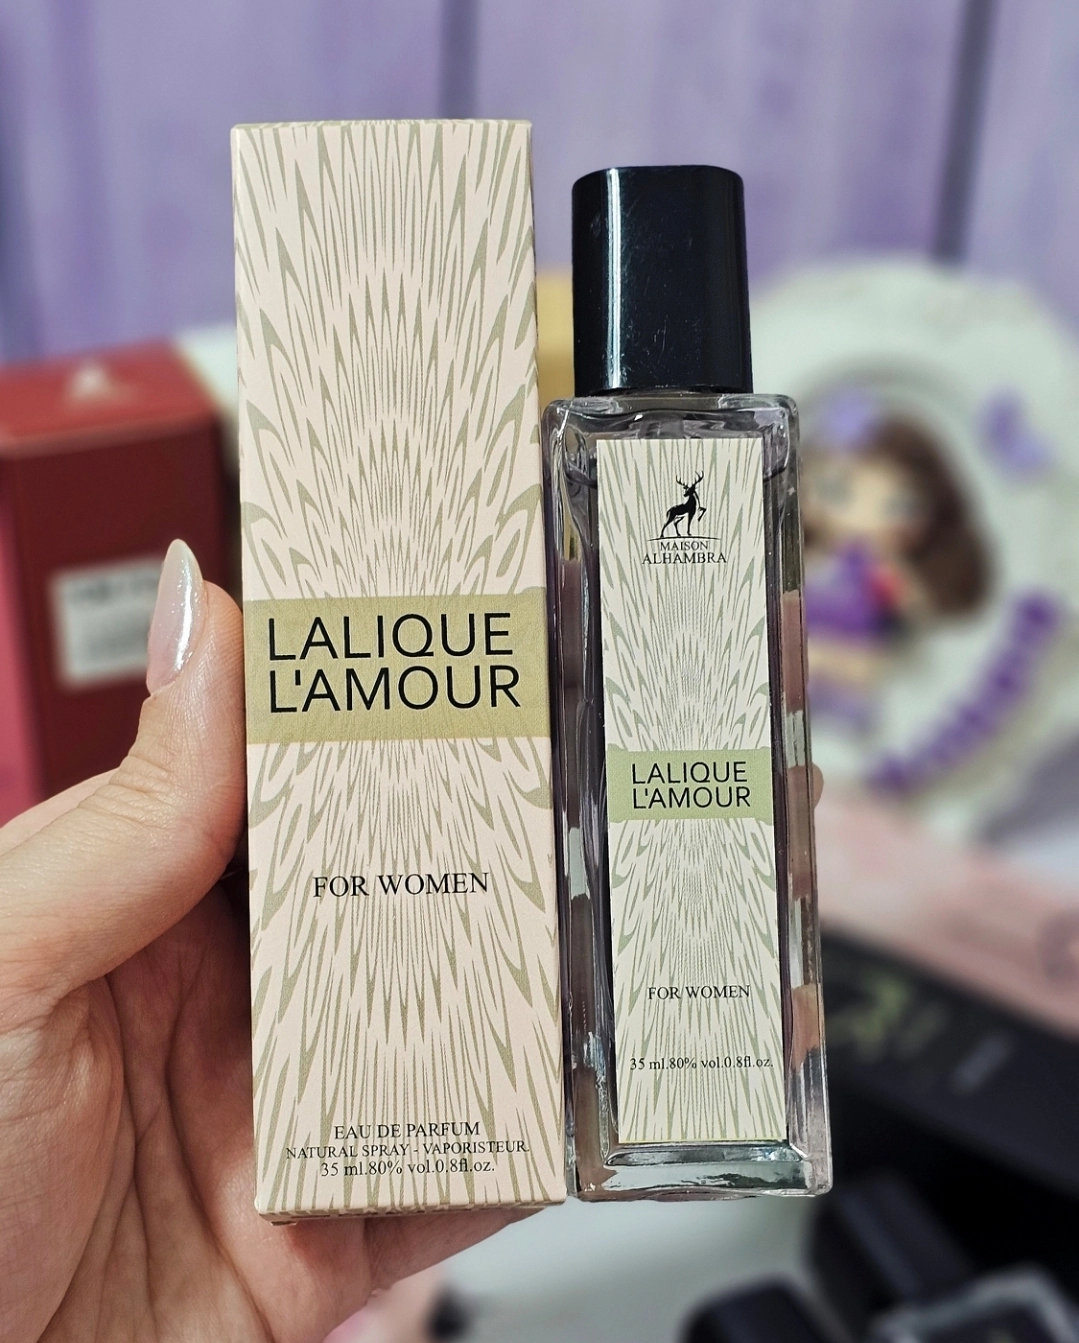 LALIQUE
L'AMOUR
FOR WOMEN
EAU DE PARFUM
NATURAL SPRAY - VAPORISTEUR
35 ml.80% vol.0.8fl.oz.
MAISON
ALHAMBRA
LALIQUE
L'AMOUR
FOR WOMEN
35 ml.80% vol.0.8fl.oz.